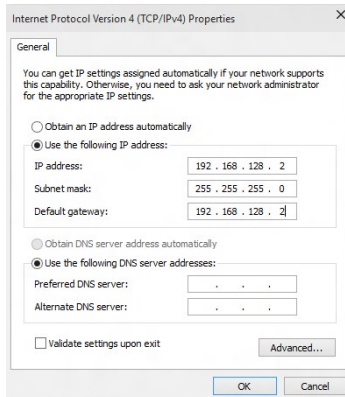 Internet Protocol Version 4 (TCP/IPv4) Properties
General
You can get IP settings assigned automatically if your network supports
this capability. Otherwise, you need to ask your network administrator
for the appropriate IP settings.
Obtain an IP address automatically
Use the following IP address:
IP address: 192 . 168 . 128 . 2
Subnet mask: 255 . 255 . 255 . 0
Default gateway: 192 . 168 . 128 . 2
Obtain DNS server address automatically
Use the following DNS server addresses:
Preferred DNS server: . . .
Alternate DNS server: . . .
Validate settings upon exit
Advanced...
OK Cancel